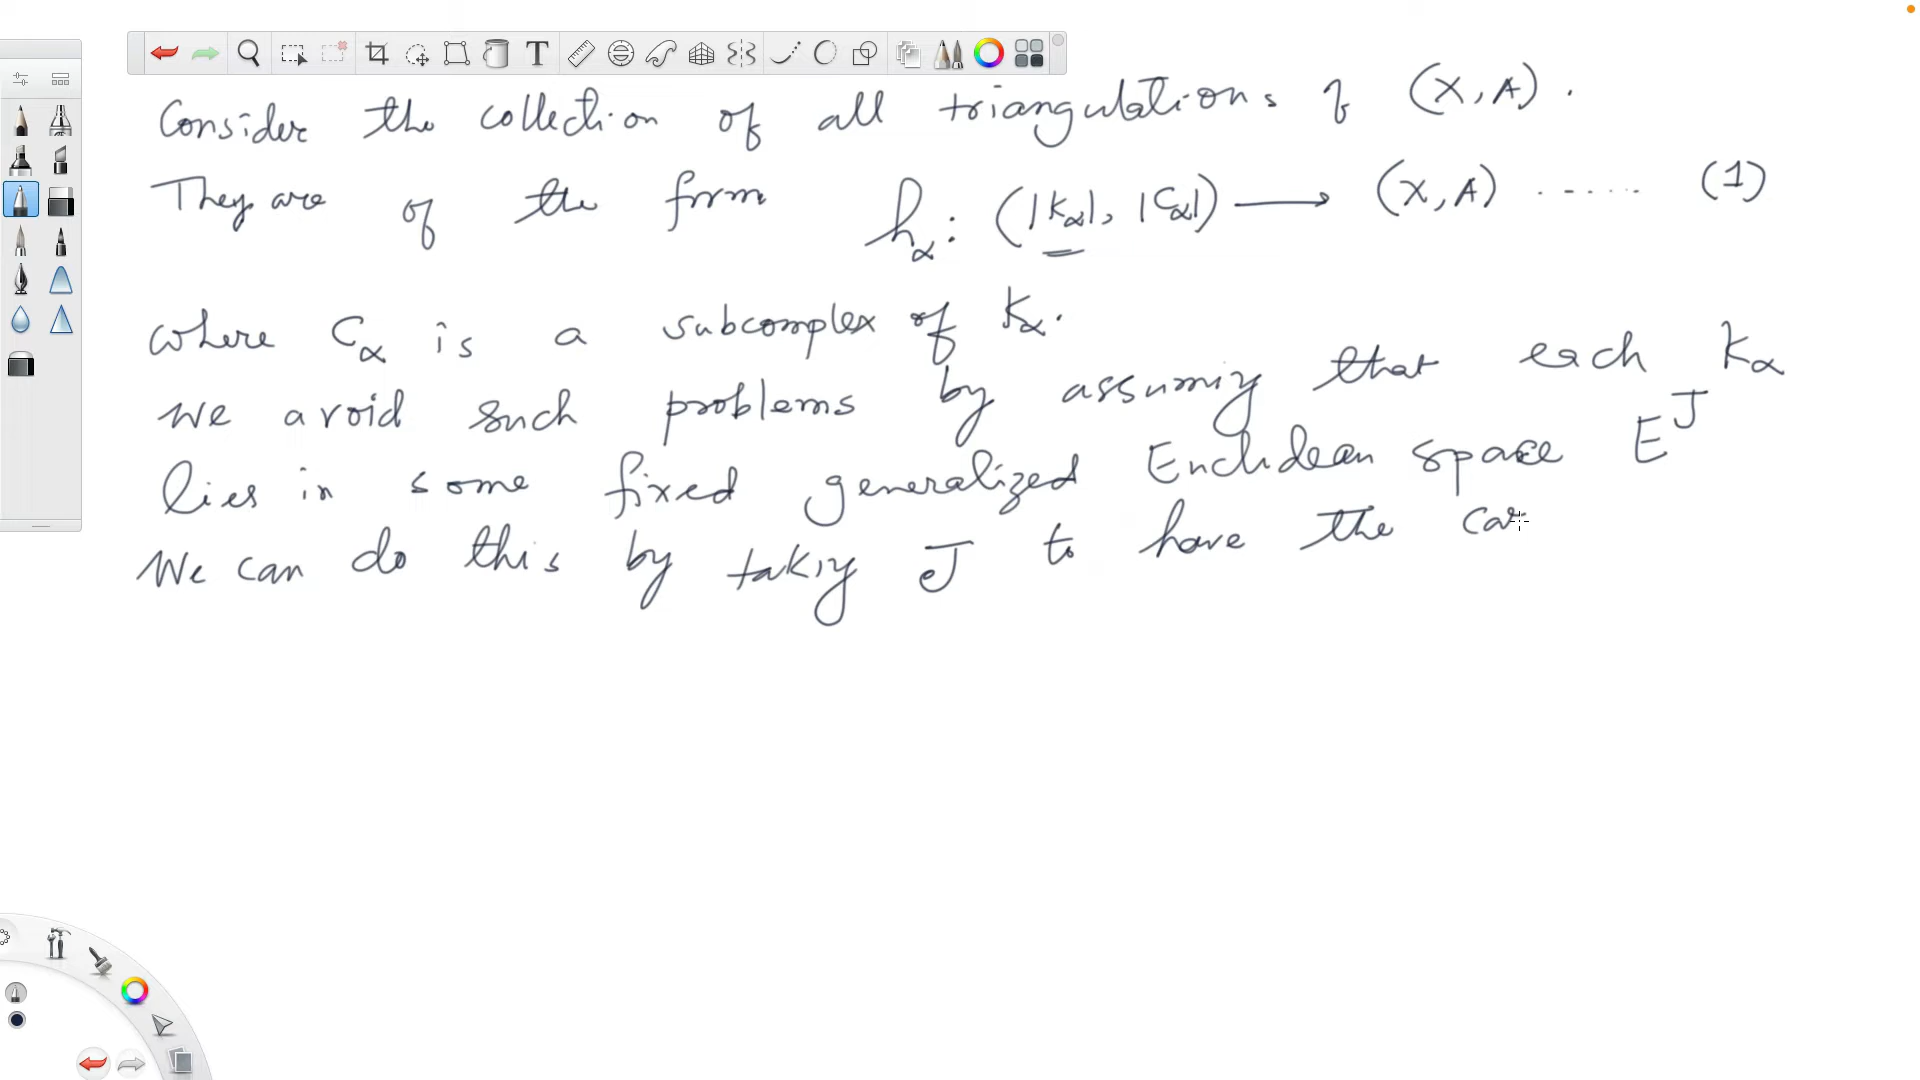 Consider the collection of all triangulations of (X, A).
They are of the form h_α : (|K_α|, |C_α|) ⟶ (X, A) ...... (1)
where C_α is a subcomplex of K_α.
We avoid such problems by assuming that each K_α
lies in some fixed generalized Euclidean space E^J
We can do this by taking J to have the car